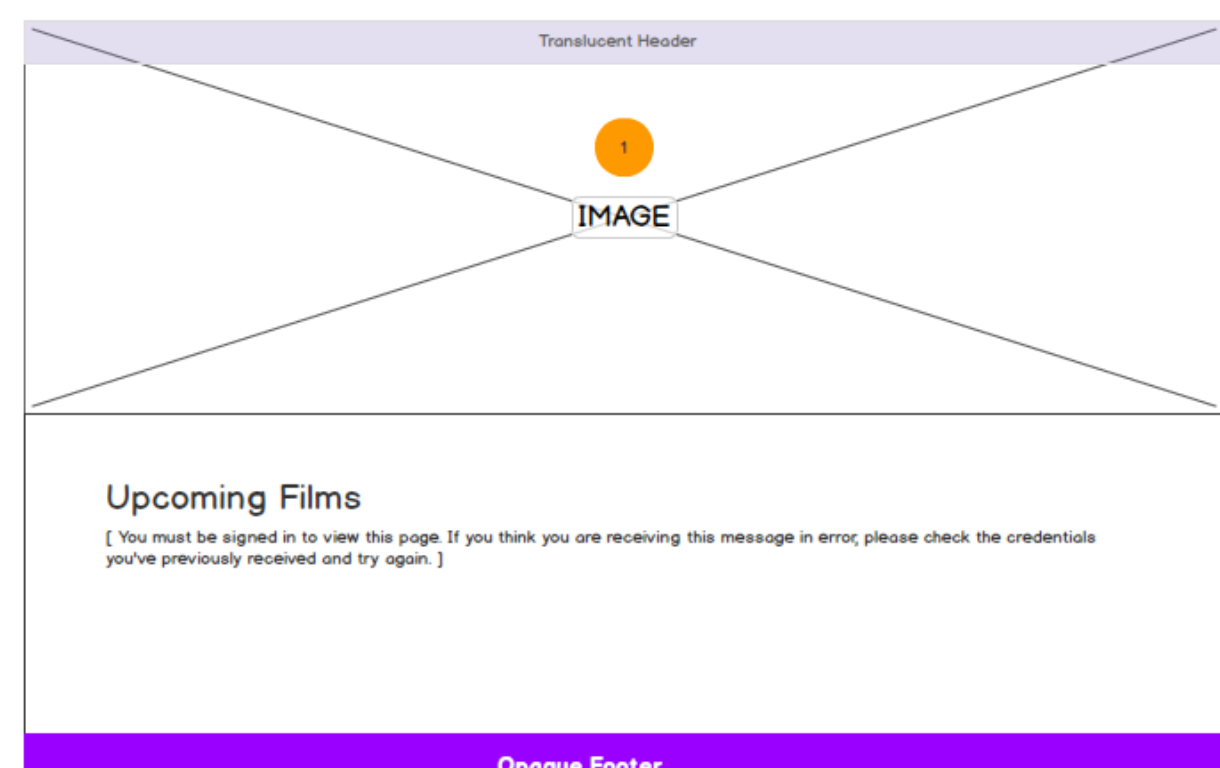 Translucent Header
1
IMAGE
Upcoming Films
[ You must be signed in to view this page. If you think you are receiving this message in error, please check the credentials
you've previously received and try again. ]
Opaque Footer